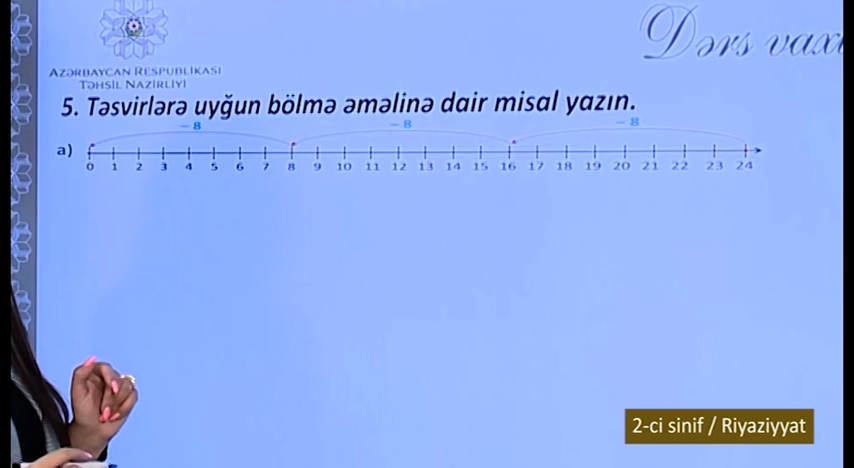 Dərs vaxt
AZƏRBAYCAN RESPUBLİKASI
TƏHSİL NAZİRLİYİ
5. Təsvirlərə uyğun bölmə əməlinə dair misal yazın.
– 8 – 8 – 8
a)
0 1 2 3 4 5 6 7 8 9 10 11 12 13 14 15 16 17 18 19 20 21 22 23 24
2-ci sinif / Riyaziyyat